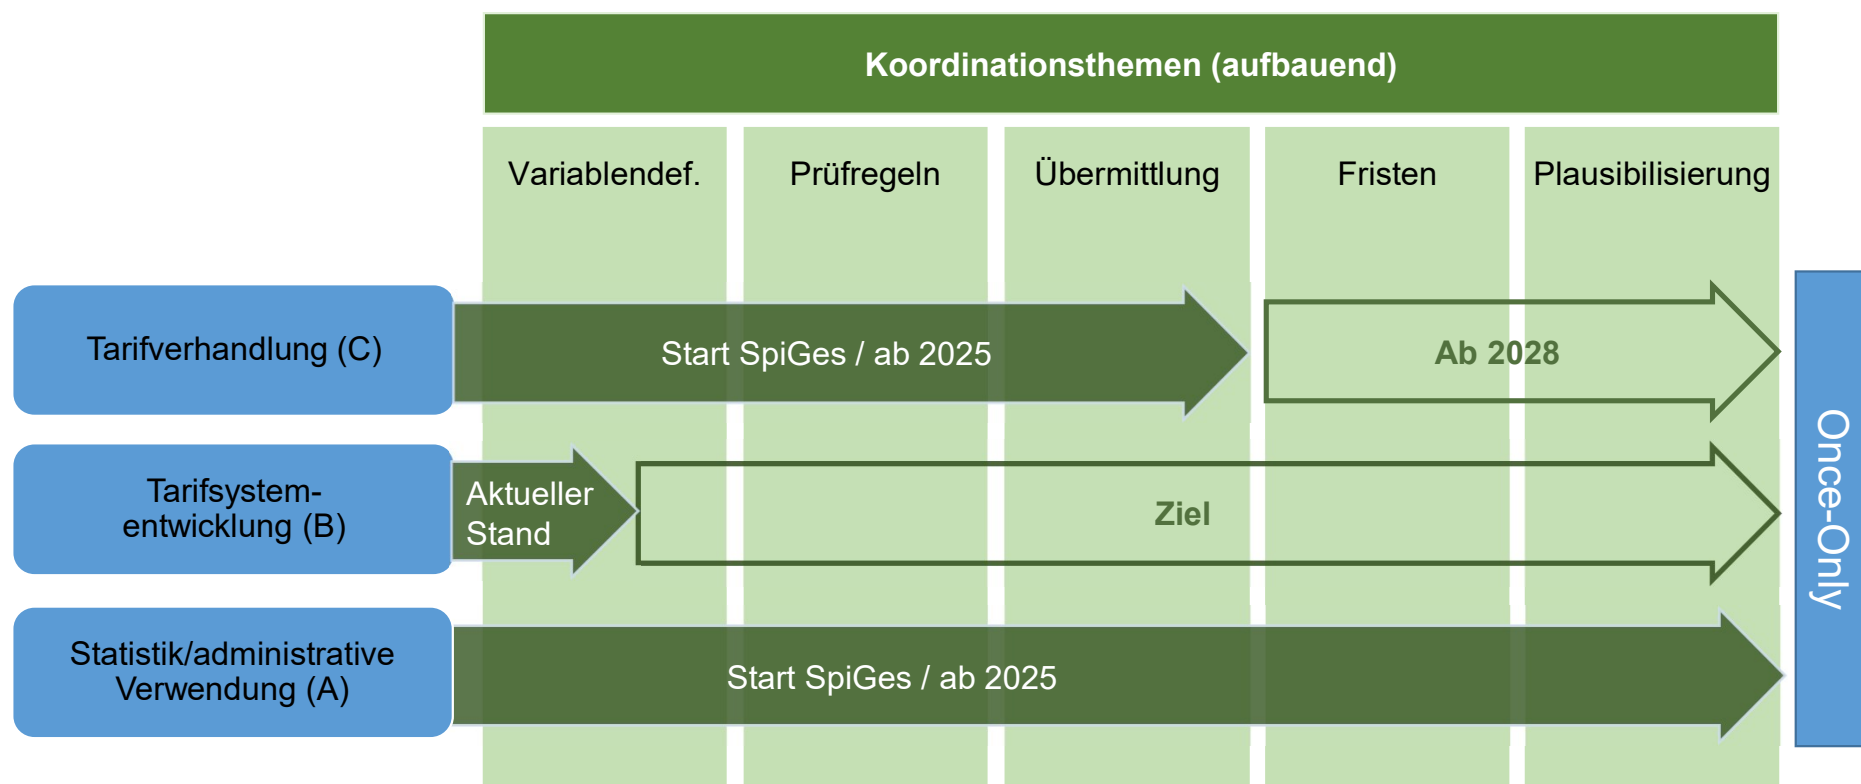 Koordinationsthemen (aufbauend)
Variablendef.
Prüfregeln
Übermittlung
Fristen
Plausibilisierung
Tarifverhandlung (C)
Start SpiGes / ab 2025
Ab 2028
Tarifsystem-
entwicklung (B)
Aktueller
Stand
Ziel
Statistik/administrative
Verwendung (A)
Start SpiGes / ab 2025
Once-Only